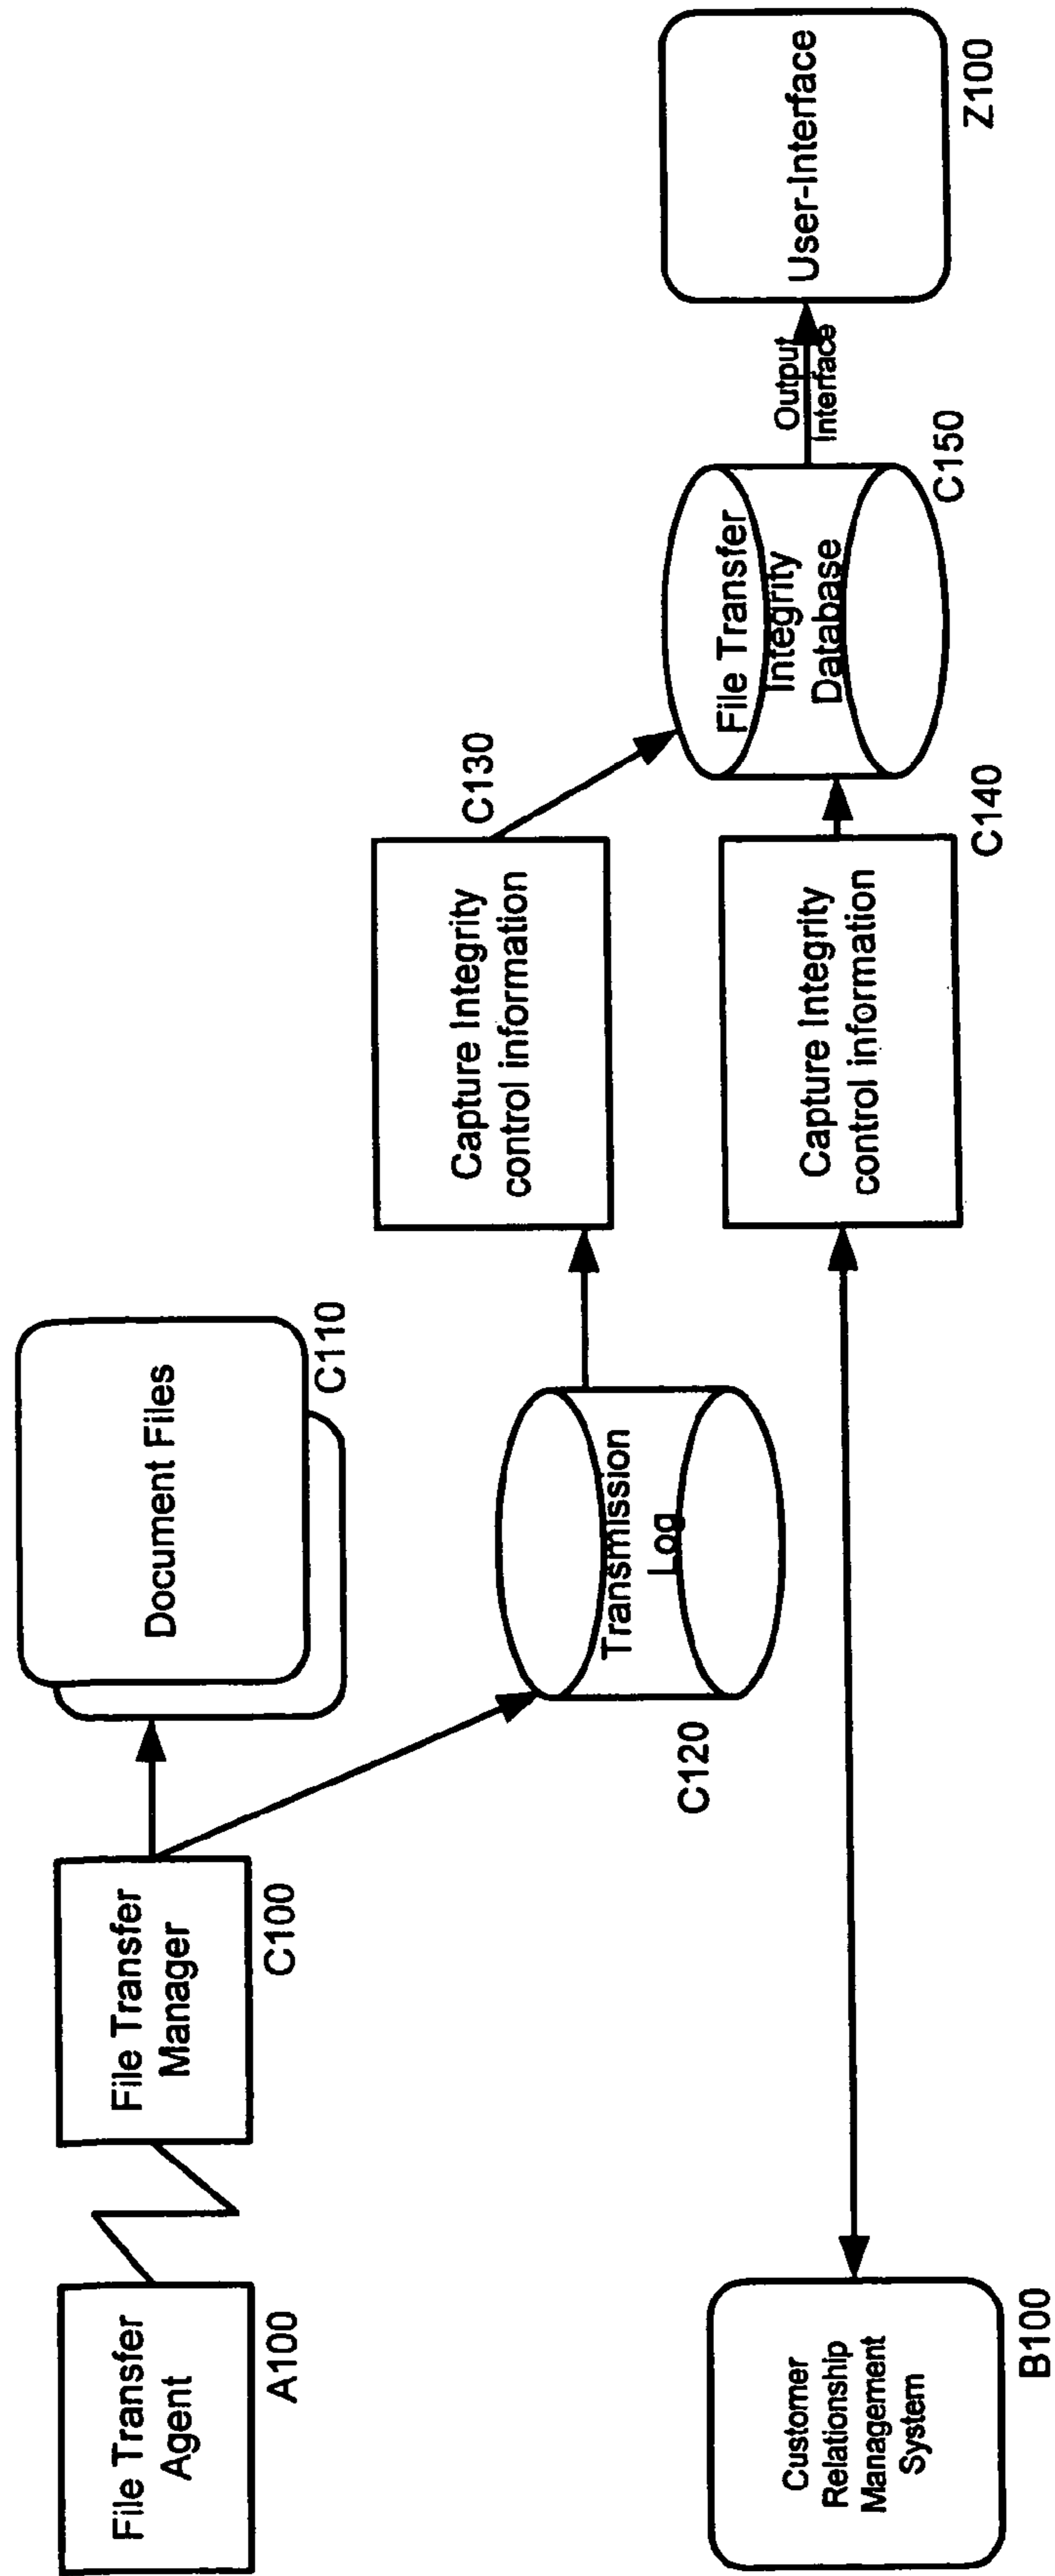 File Transfer
Agent
A100
File Transfer
Manager
C100
Document Files
C110
Transmission
Log
C120
Capture Integrity
control information
C130
Customer
Relationship
Management
System
B100
Capture Integrity
control information
C140
File Transfer
Integrity
Database
C150
Output
Interface
User-Interface
Z100